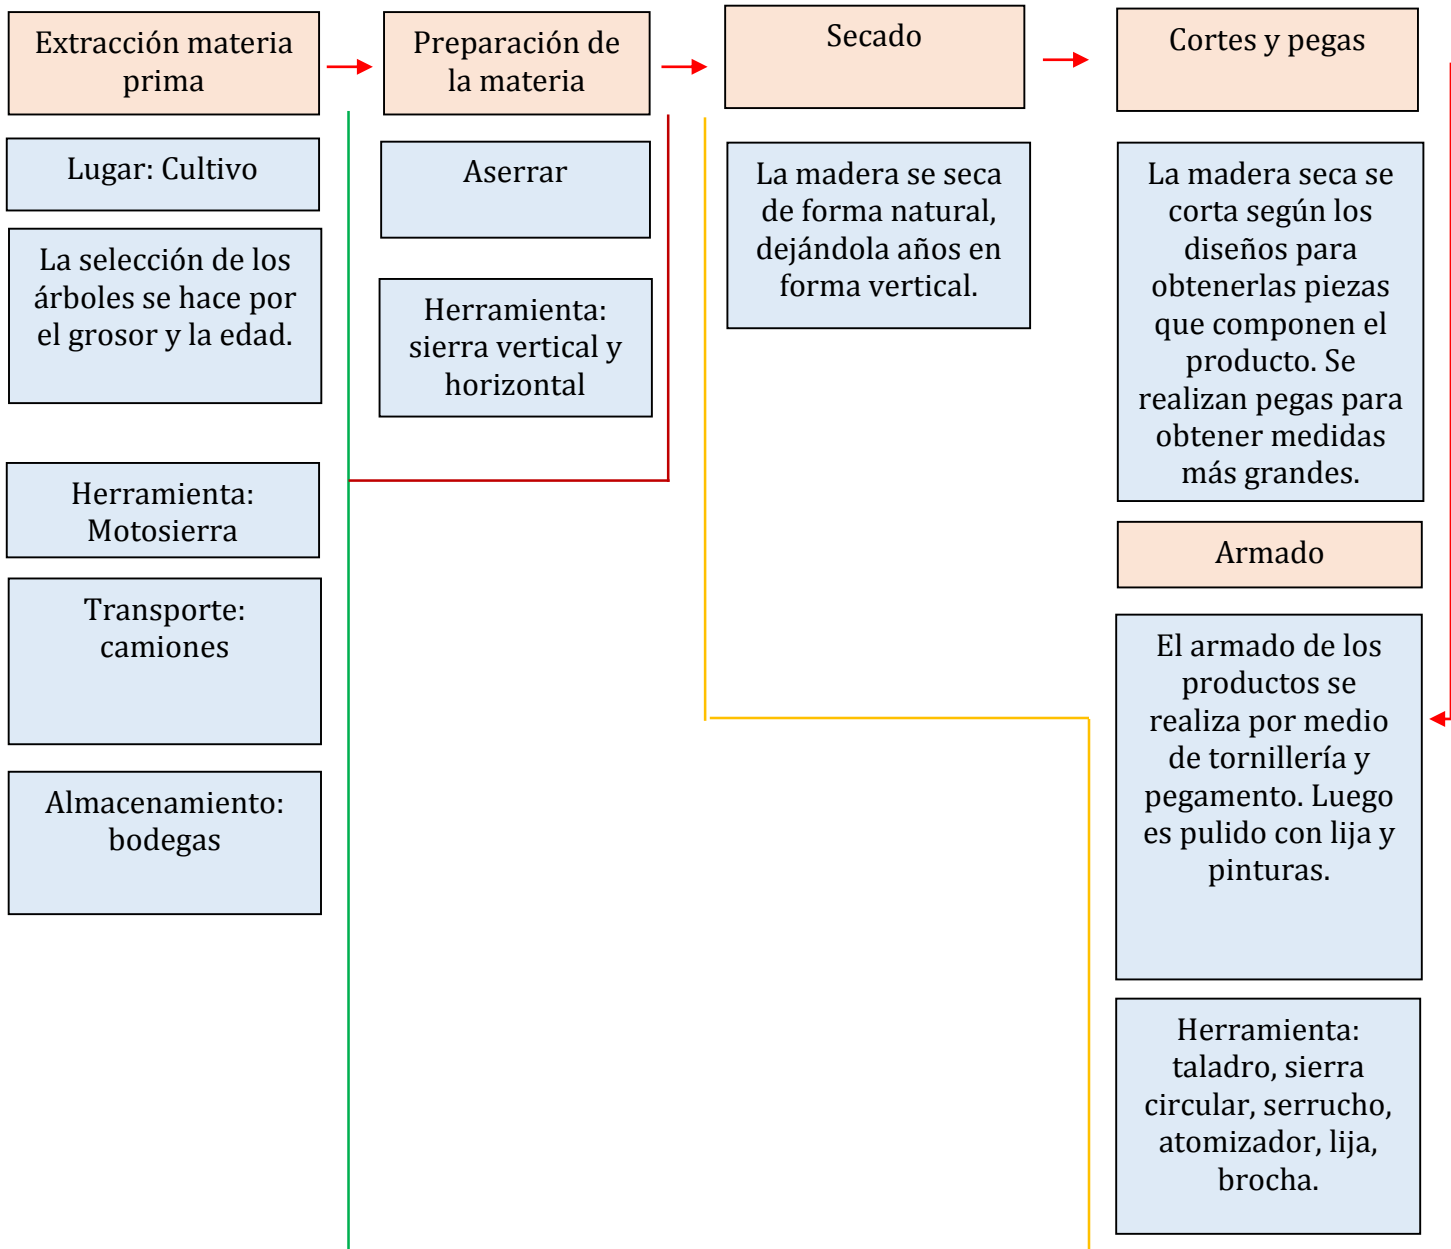 Extracción materia
prima
Lugar: Cultivo
La selección de los
árboles se hace por
el grosor y la edad.
Herramienta:
Motosierra
Transporte:
camiones
Almacenamiento:
bodegas
Preparación de
la materia
Aserrar
Herramienta:
sierra vertical y
horizontal
Secado
La madera se seca
de forma natural,
dejándola años en
forma vertical.
Cortes y pegas
La madera seca se
corta según los
diseños para
obtenerlas piezas
que componen el
producto. Se
realizan pegas para
obtener medidas
más grandes.
Armado
El armado de los
productos se
realiza por medio
de tornillería y
pegamento. Luego
es pulido con lija y
pinturas.
Herramienta:
taladro, sierra
circular, serrucho,
atomizador, lija,
brocha.